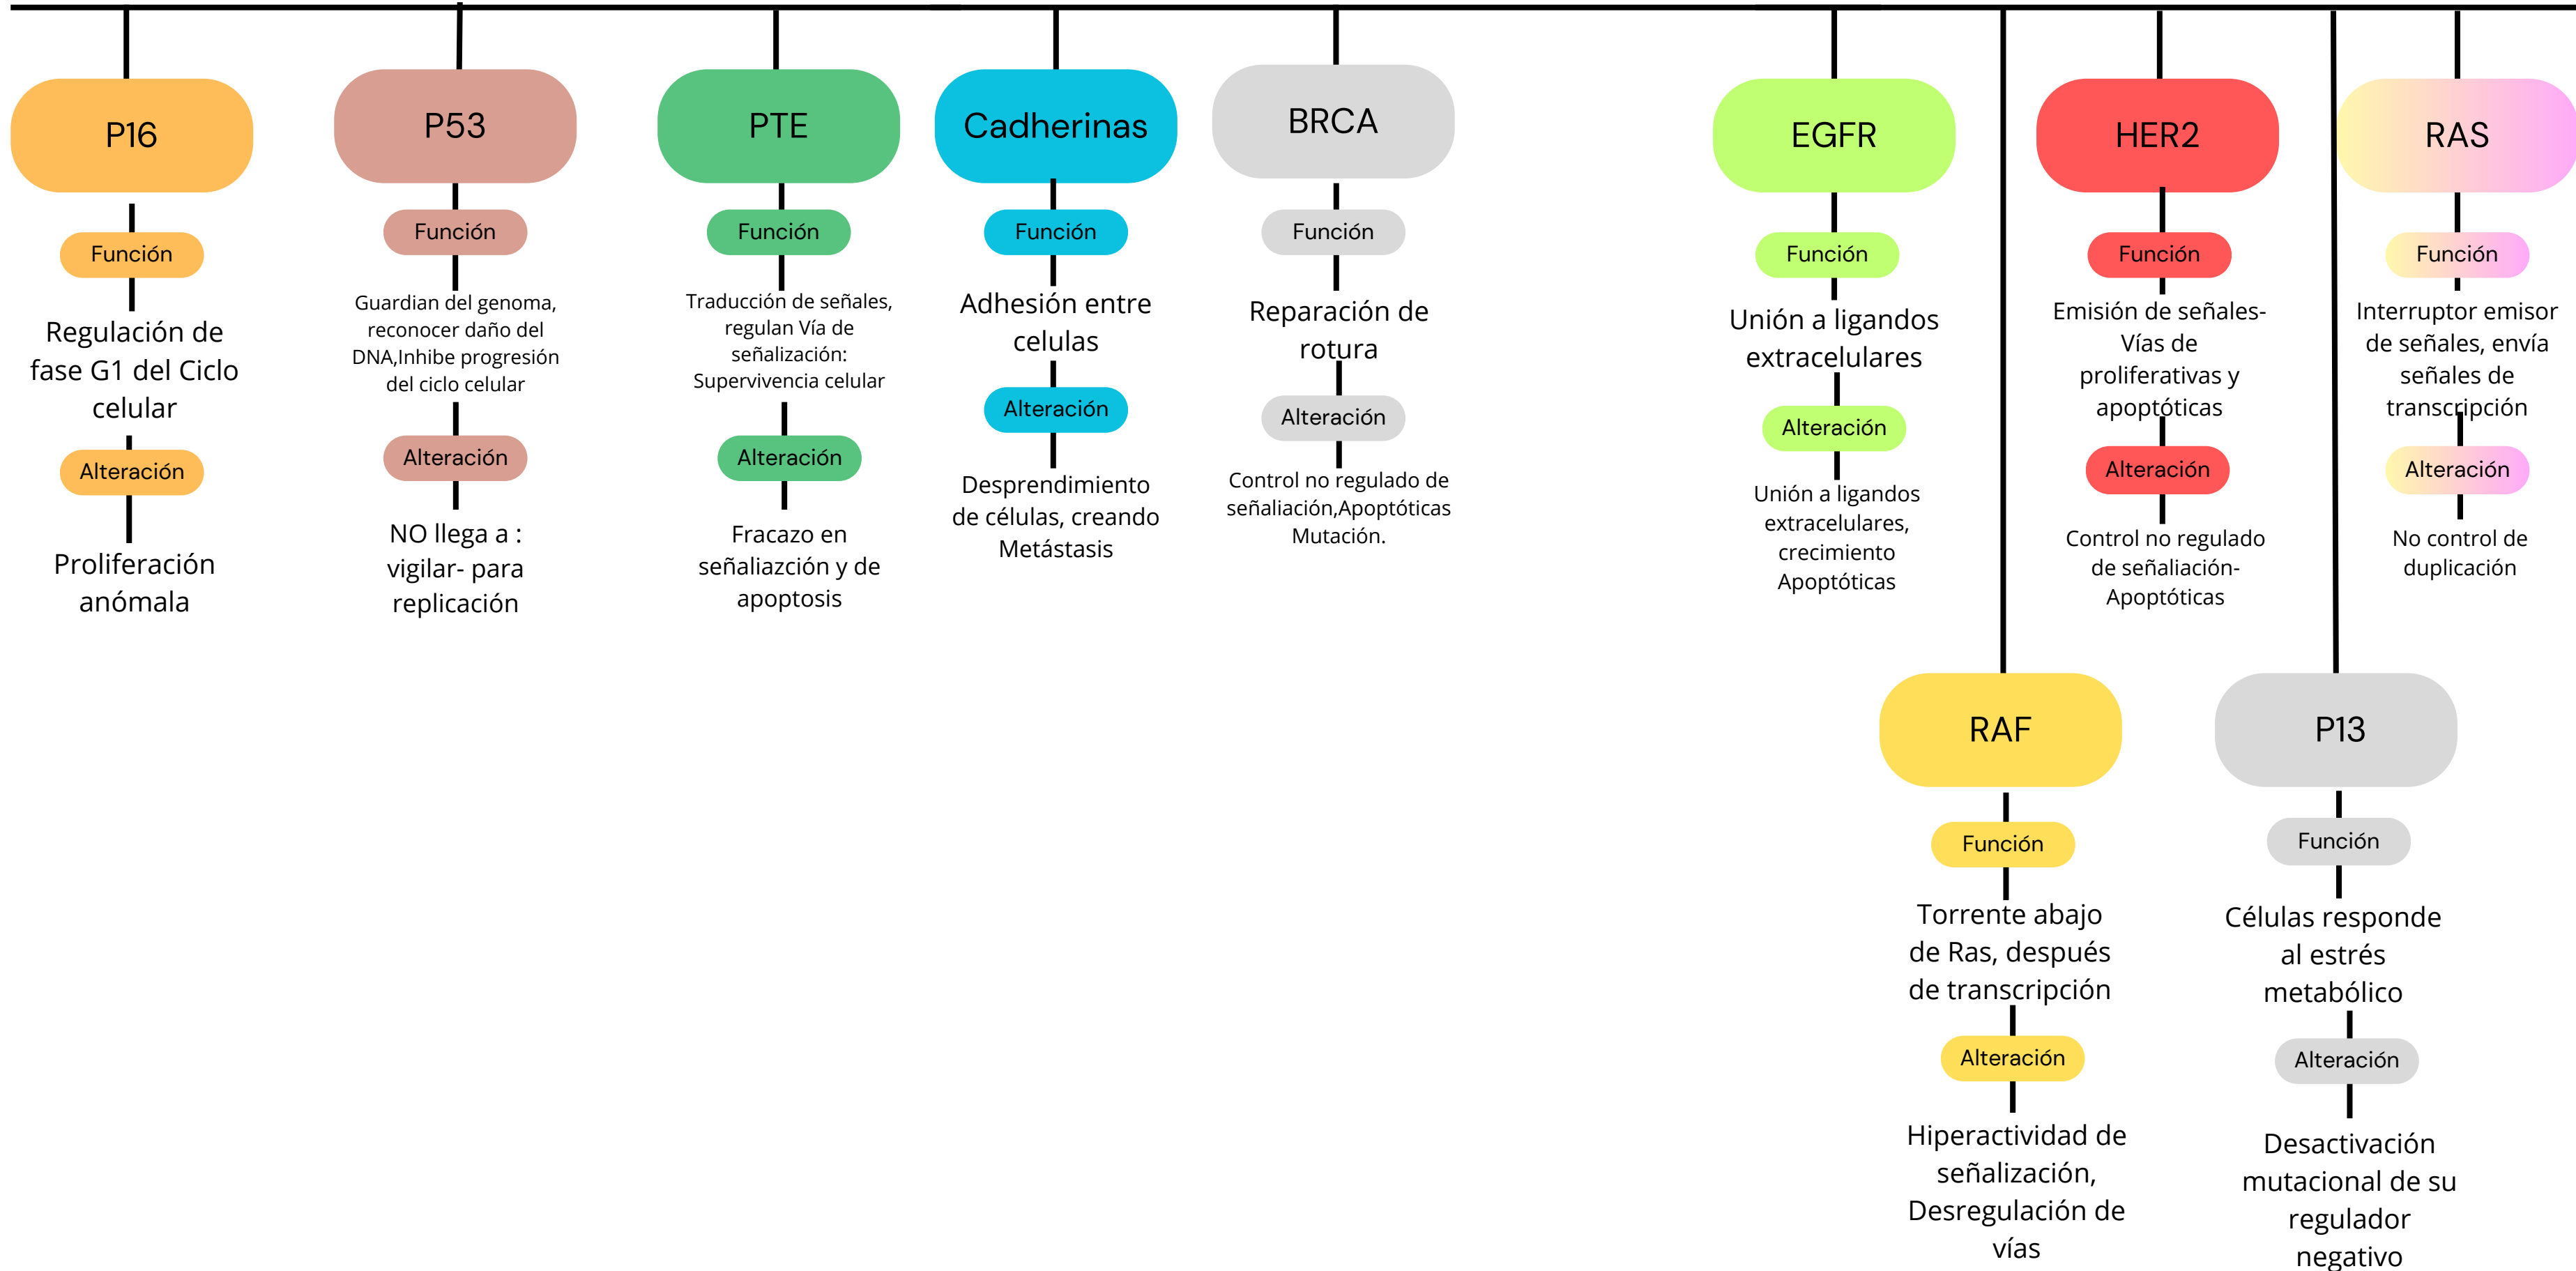 P16
Función
Regulación de
fase G1 del Ciclo
celular
Alteración
Proliferación
anómala
P53
Función
Guardian del genoma,
reconocer daño del
DNA,Inhibe progresión
del ciclo celular
Alteración
NO llega a :
vigilar- para
replicación
PTE
Función
Traducción de señales,
regulan Vía de
señalización:
Supervivencia celular
Alteración
Fracazo en
señaliazción y de
apoptosis
Cadherinas
Función
Adhesión entre
celulas
Alteración
Desprendimiento
de células, creando
Metástasis
BRCA
Función
Reparación de
rotura
Alteración
Control no regulado de
señaliación,Apoptóticas
Mutación.
EGFR
Función
Unión a ligandos
extracelulares
Alteración
Unión a ligandos
extracelulares,
crecimiento
Apoptóticas
HER2
Función
Emisión de señales-
Vías de
proliferativas y
apoptóticas
Alteración
Control no regulado
de señaliación-
Apoptóticas
RAS
Función
Interruptor emisor
de señales, envía
señales de
transcripción
Alteración
No control de
duplicación
RAF
Función
Torrente abajo
de Ras, después
de transcripción
Alteración
Hiperactividad de
señalización,
Desregulación de
vías
P13
Función
Células responde
al estrés
metabólico
Alteración
Desactivación
mutacional de su
regulador
negativo